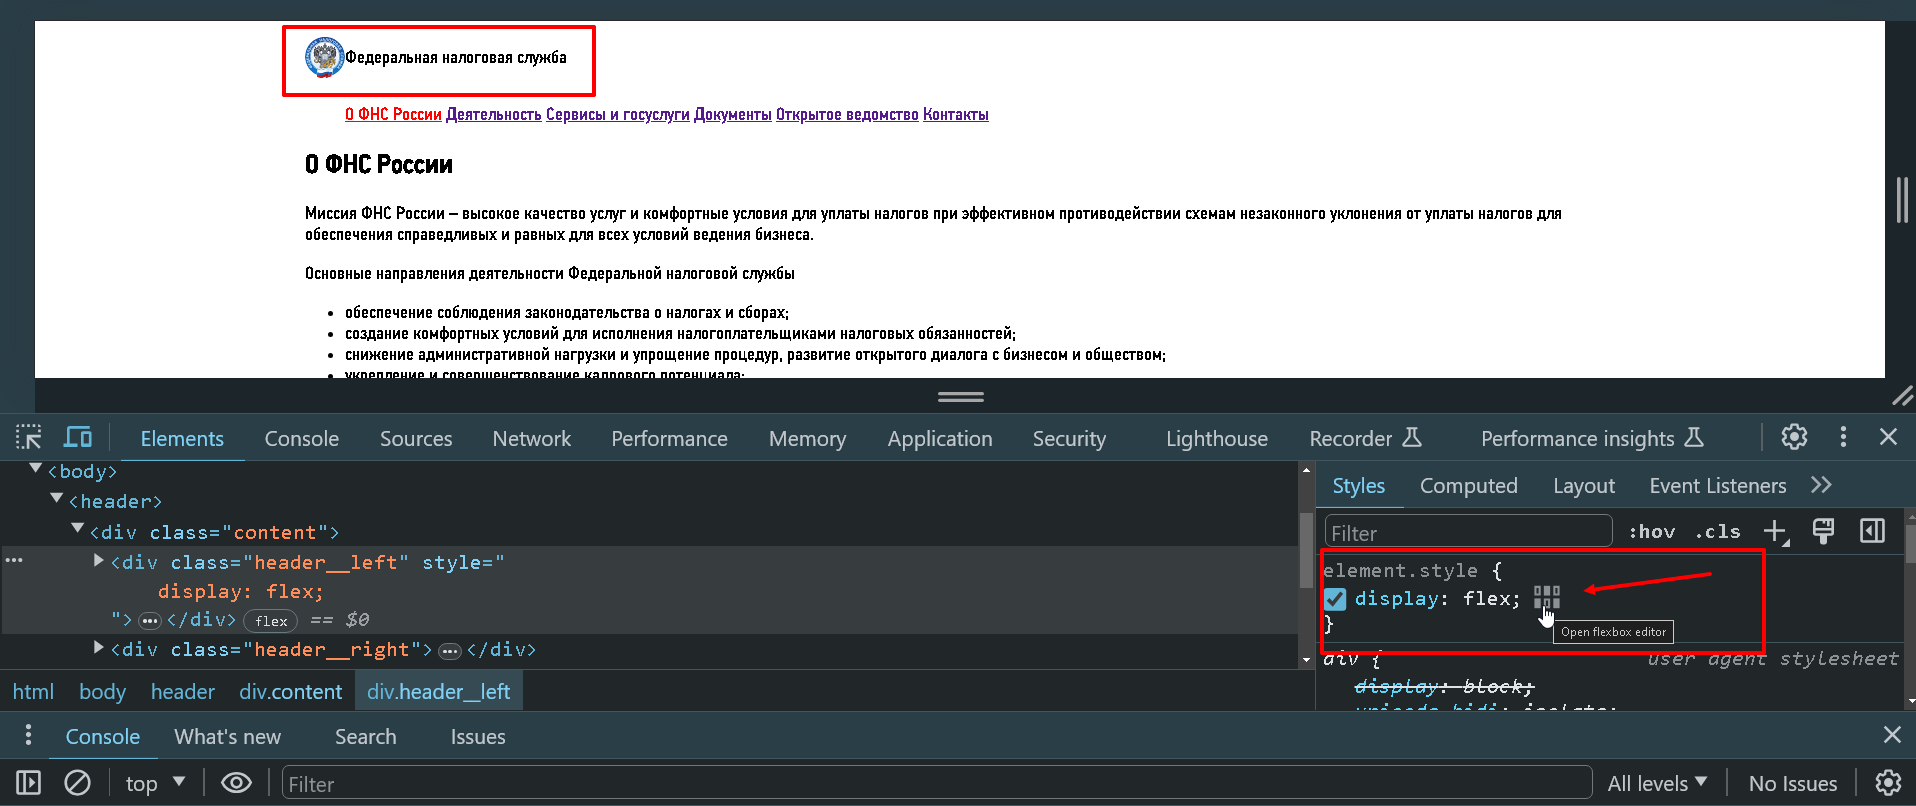 Федеральная налоговая служба
О ФНС России Деятельность Сервисы и госуслуги Документы Открытое ведомство Контакты
О ФНС России
Миссия ФНС России – высокое качество услуг и комфортные условия для уплаты налогов при эффективном противодействии схемам незаконного уклонения от уплаты налогов для
обеспечения справедливых и равных для всех условий ведения бизнеса.
Основные направления деятельности Федеральной налоговой службы
• обеспечение соблюдения законодательства о налогах и сборах;
• создание комфортных условий для исполнения налогоплательщиками налоговых обязанностей;
• снижение административной нагрузки и упрощение процедур, развитие открытого диалога с бизнесом и обществом;
• укрепление и совершенствование кадрового потенциала;
Elements Console Sources Network Performance Memory Application Security Lighthouse Recorder Performance insights
<body>
<header>
<div class="content">
<div class="header__left" style="
display: flex;
"> ••• </div> flex == $0
<div class="header__right"> ••• </div>
html body header div.content div.header__left
Styles Computed Layout Event Listeners
Filter :hov .cls
element.style {
display: flex;
}
Open flexbox editor
div { user agent stylesheet
display: block;
unicode-bidi: isolate;
Console What's new Search Issues
top Filter All levels No Issues